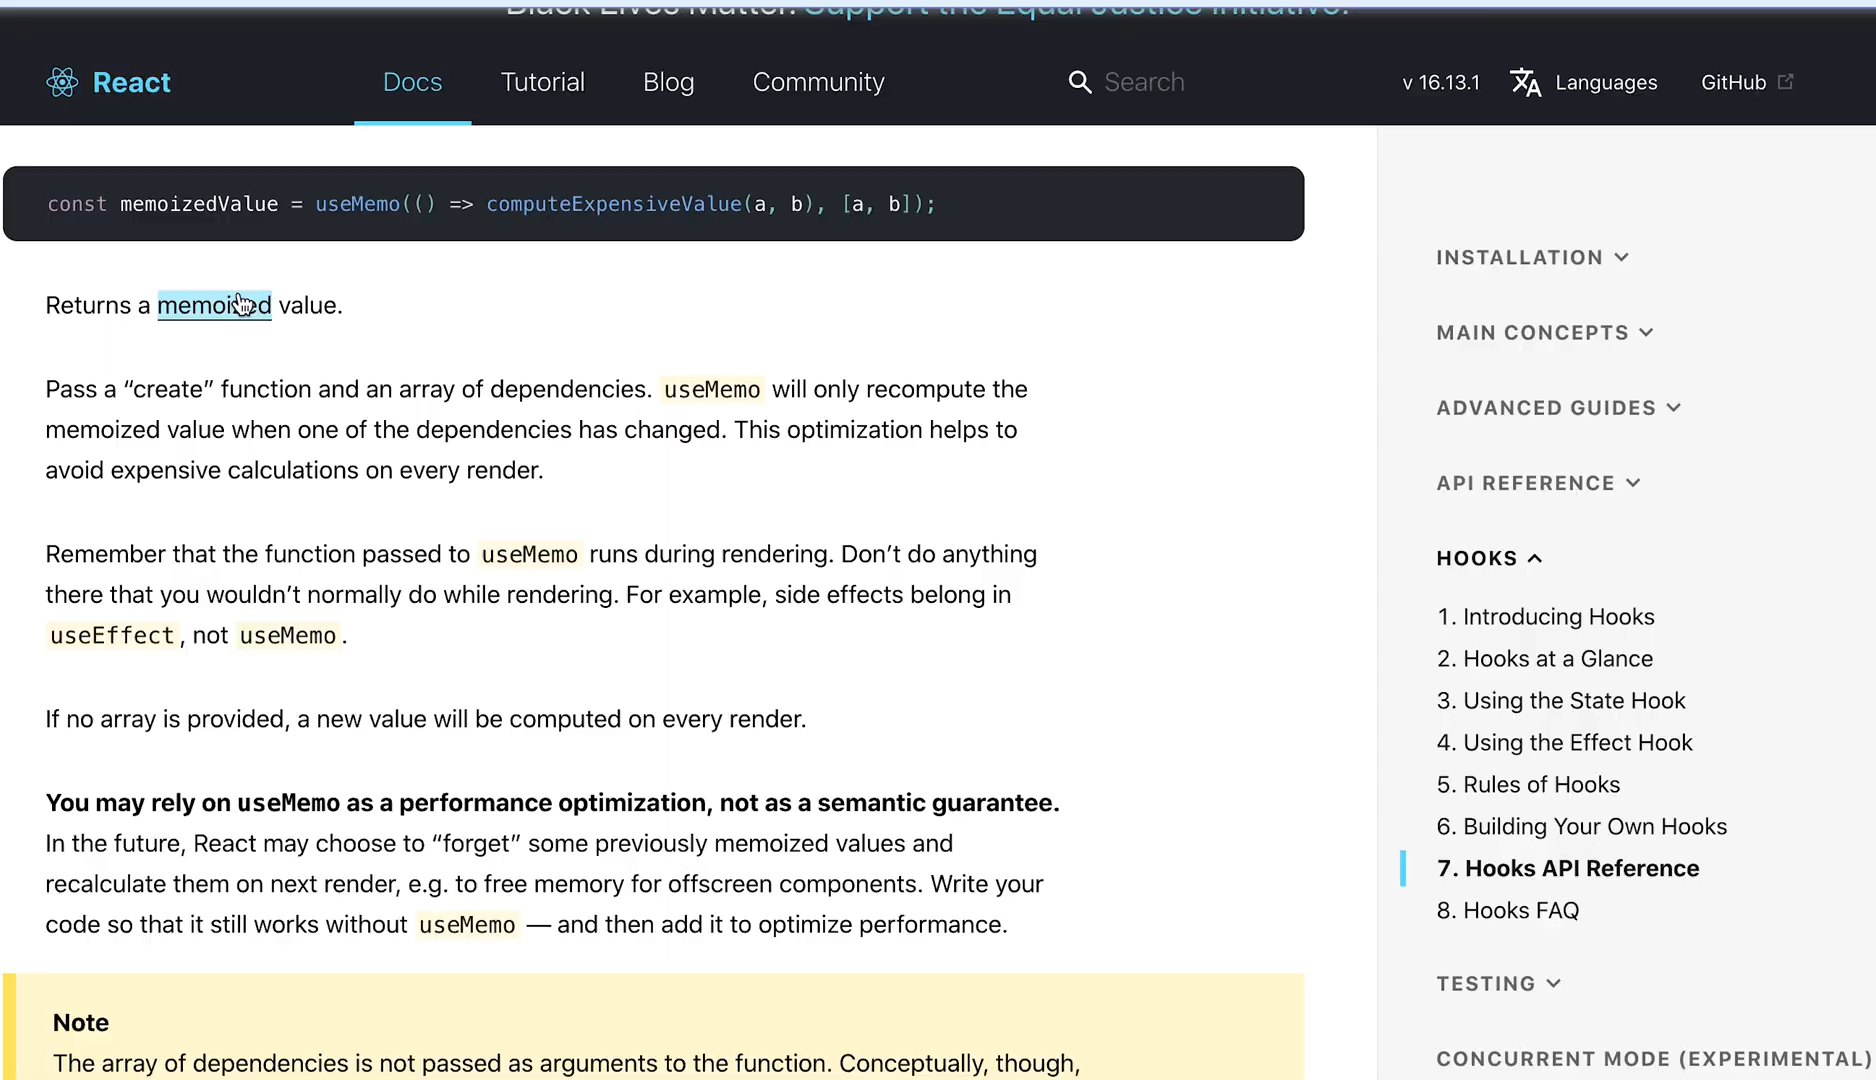 Black Lives Matter. Support the Equal Justice Initiative.
React
Docs
Tutorial
Blog
Community
Search
v 16.13.1
Languages
GitHub
const memoizedValue = useMemo(() => computeExpensiveValue(a, b), [a, b]);
Returns a memoized value.
Pass a “create” function and an array of dependencies. useMemo will only recompute the
memoized value when one of the dependencies has changed. This optimization helps to
avoid expensive calculations on every render.
Remember that the function passed to useMemo runs during rendering. Don’t do anything
there that you wouldn’t normally do while rendering. For example, side effects belong in
useEffect, not useMemo.
If no array is provided, a new value will be computed on every render.
You may rely on useMemo as a performance optimization, not as a semantic guarantee.
In the future, React may choose to “forget” some previously memoized values and
recalculate them on next render, e.g. to free memory for offscreen components. Write your
code so that it still works without useMemo — and then add it to optimize performance.
Note
The array of dependencies is not passed as arguments to the function. Conceptually, though,
INSTALLATION
MAIN CONCEPTS
ADVANCED GUIDES
API REFERENCE
HOOKS
1. Introducing Hooks
2. Hooks at a Glance
3. Using the State Hook
4. Using the Effect Hook
5. Rules of Hooks
6. Building Your Own Hooks
7. Hooks API Reference
8. Hooks FAQ
TESTING
CONCURRENT MODE (EXPERIMENTAL)